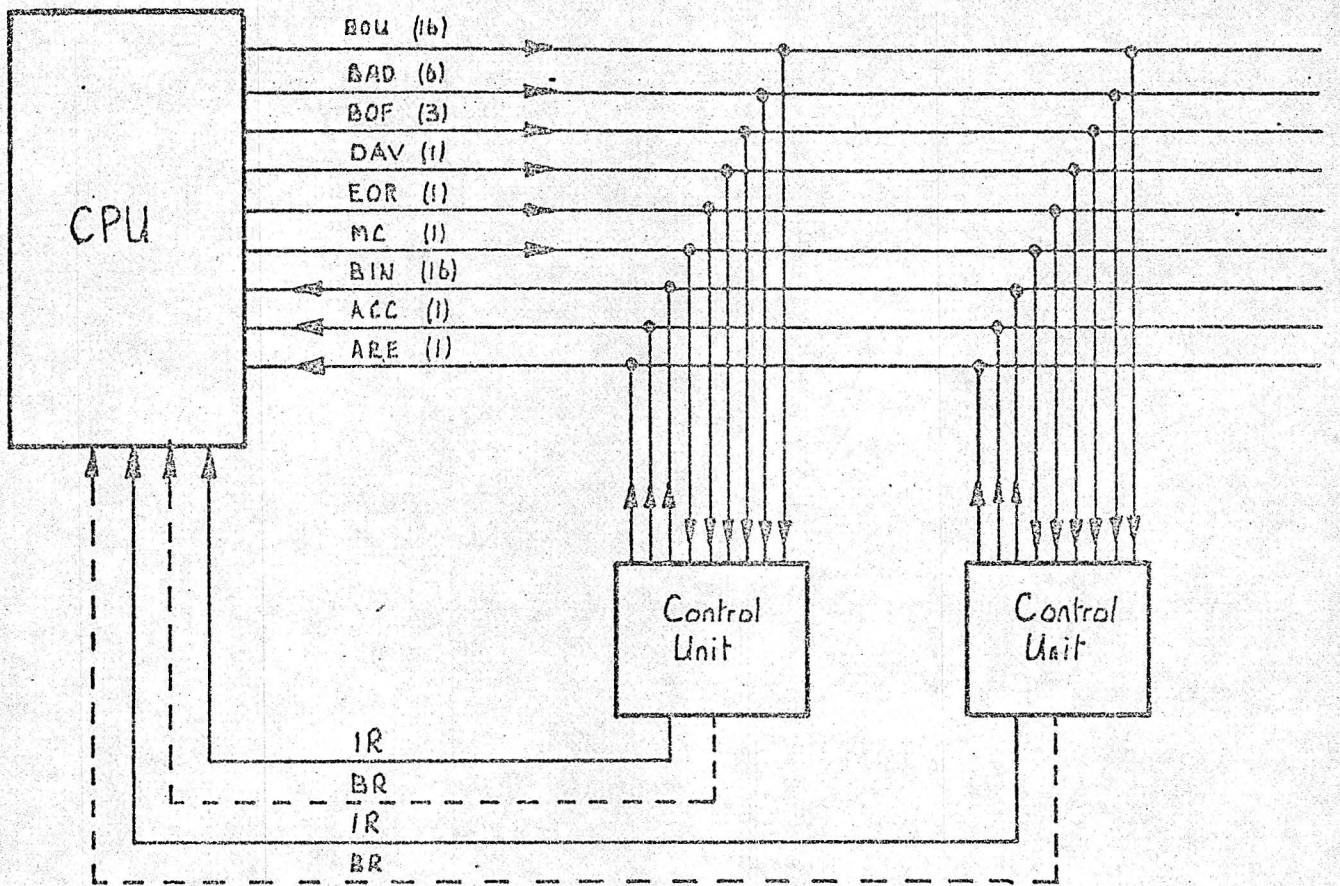 BOU (16)
BAD (6)
BOF (3)
DAV (1)
EOR (1)
MC (1)
BIN (16)
ACC (1)
ARE (1)
CPU
Control
Unit
Control
Unit
IR
BR
IR
BR